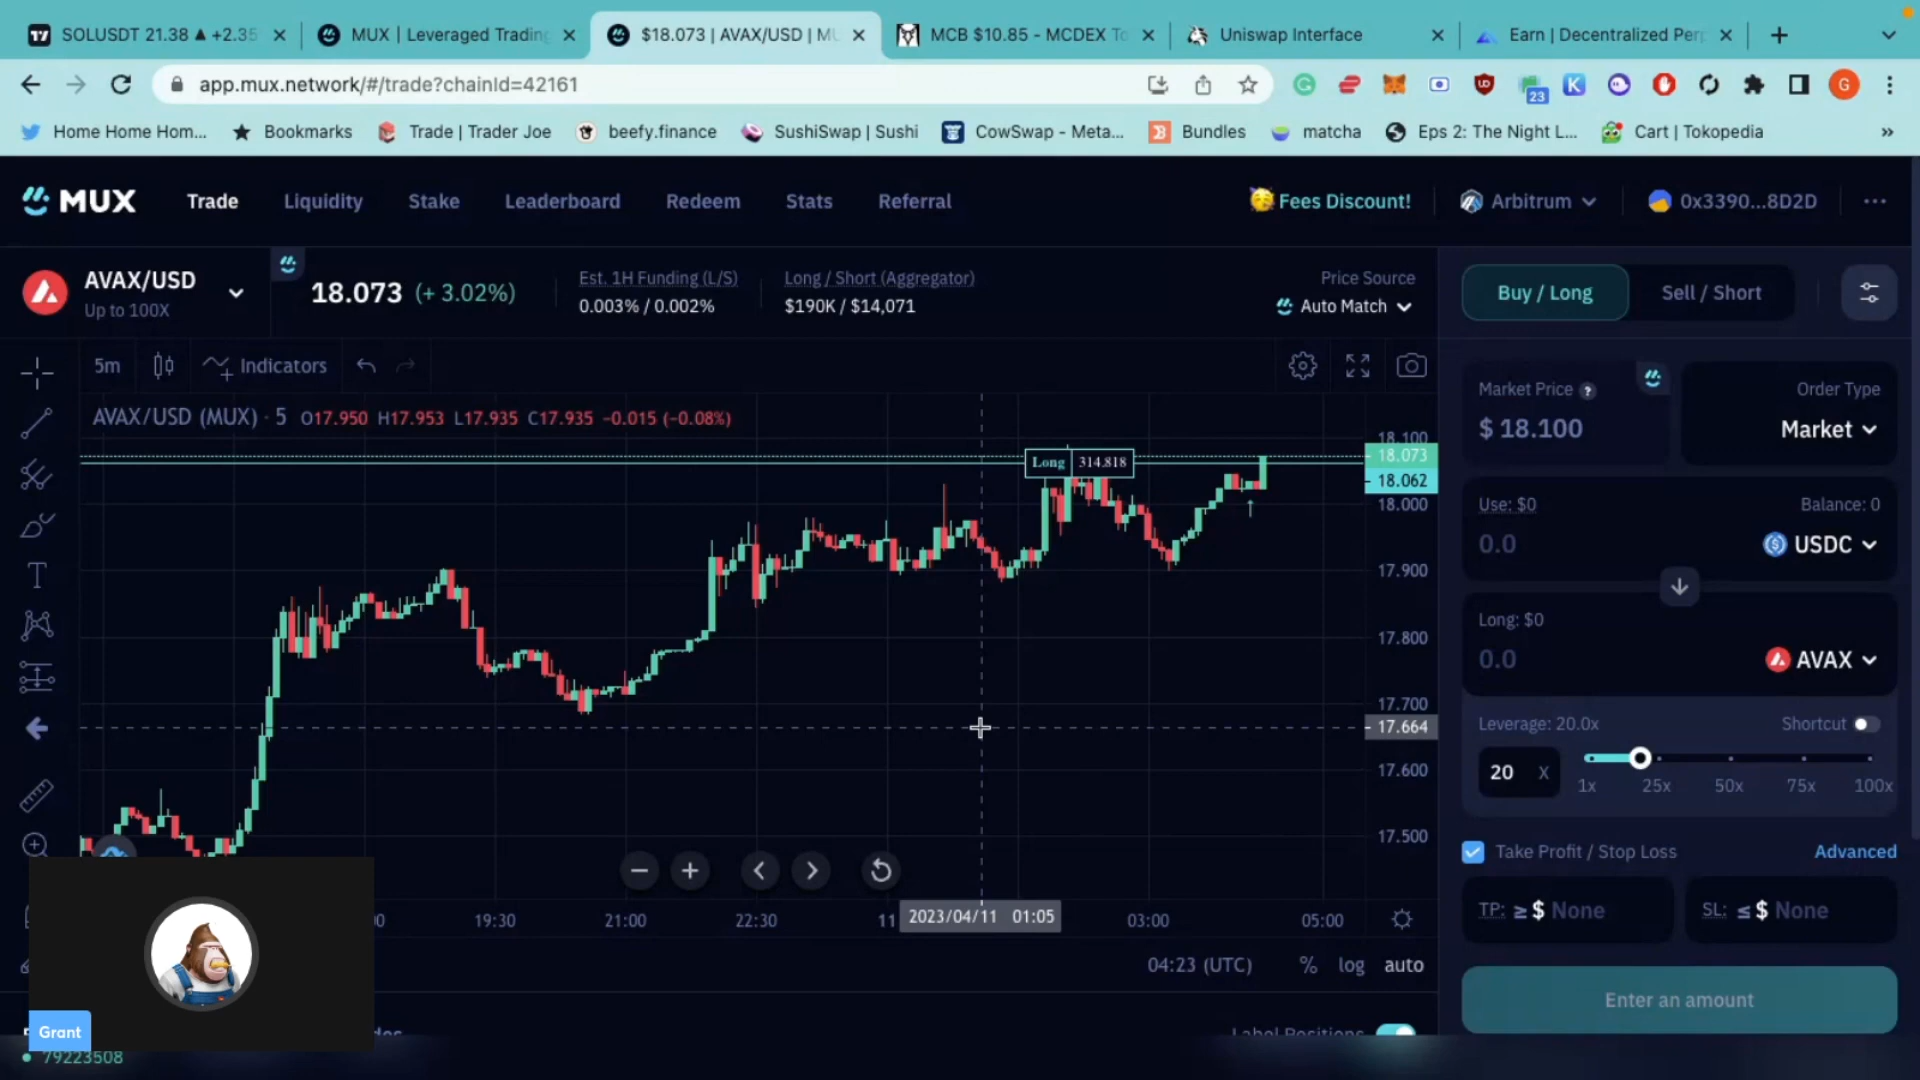 SOLUSDT 21.38 ▲ +2.35
MUX | Leveraged Trading
$18.073 | AVAX/USD | MU
MCB $10.85 - MCDEX To
Uniswap Interface
Earn | Decentralized Perp
app.mux.network/#/trade?chainId=42161
23
G
Home Home Hom...
Bookmarks
Trade | Trader Joe
beefy.finance
SushiSwap | Sushi
CowSwap - Meta...
Bundles
matcha
Eps 2: The Night L...
Cart | Tokopedia
»
MUX
Trade
Liquidity
Stake
Leaderboard
Redeem
Stats
Referral
Fees Discount!
Arbitrum
0x3390...8D2D
AVAX/USD
Up to 100X
18.073 (+ 3.02%)
Est. 1H Funding (L/S)
0.003% / 0.002%
Long / Short (Aggregator)
$190K / $14,071
Price Source
Auto Match
Buy / Long
Sell / Short
5m
Indicators
AVAX/USD (MUX) · 5 O17.950 H17.953 L17.935 C17.935 -0.015 (-0.08%)
Long 314.818
18.100
18.073
18.062
18.000
17.900
17.800
17.700
17.664
17.600
17.500
19:30
21:00
22:30
11
2023/04/11 01:05
03:00
05:00
04:23 (UTC)
%
log
auto
Label Positions
Market Price
$ 18.100
Order Type
Market
Use: $0
Balance: 0
0.0
USDC
Long: $0
0.0
AVAX
Leverage: 20.0x
Shortcut
20 X
1x
25x
50x
75x
100x
Take Profit / Stop Loss
Advanced
TP: ≥ $ None
SL: ≤ $ None
Enter an amount
Grant
79223508